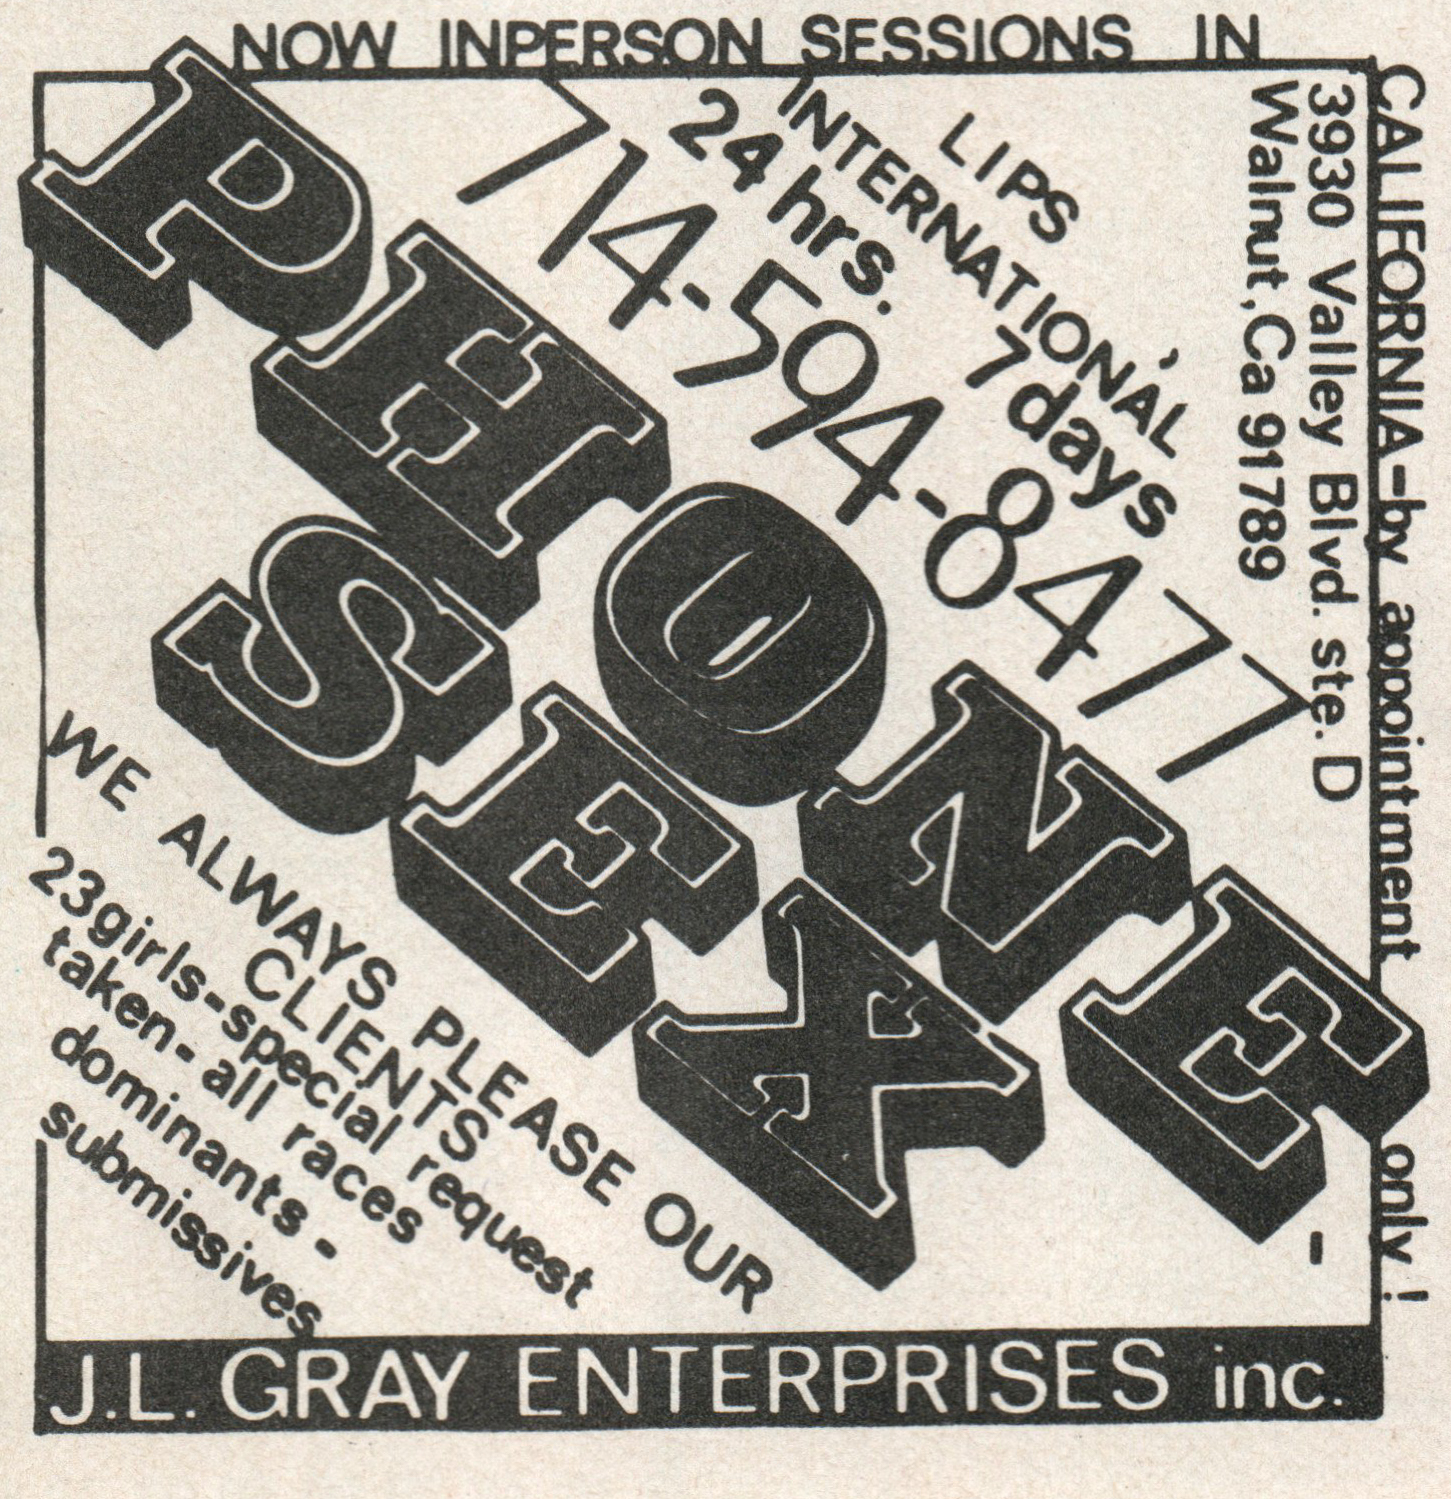 NOW INPERSON SESSIONS IN
CALIFORNIA-by appointment only!
3930 Valley Blvd. ste. D
Walnut, Ca 91789
LIPS
INTERNATIONAL
24 hrs. 7 days
714-594-8477
PHONE
SEX
WE ALWAYS PLEASE OUR
CLIENTS
23 girls-special request
taken-all races
dominants-
submissives
J.L. GRAY ENTERPRISES inc.